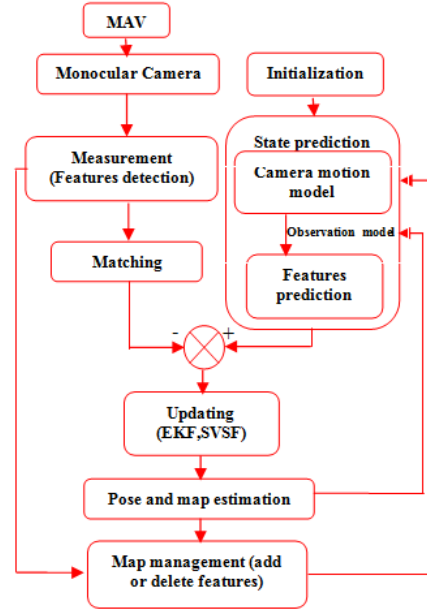 MAV
Monocular Camera
Initialization
Measurement
(Features detection)
State prediction
Camera motion
model
Observation model
Features
prediction
Matching
-
+
Updating
(EKF,SVSF)
Pose and map estimation
Map management (add
or delete features)